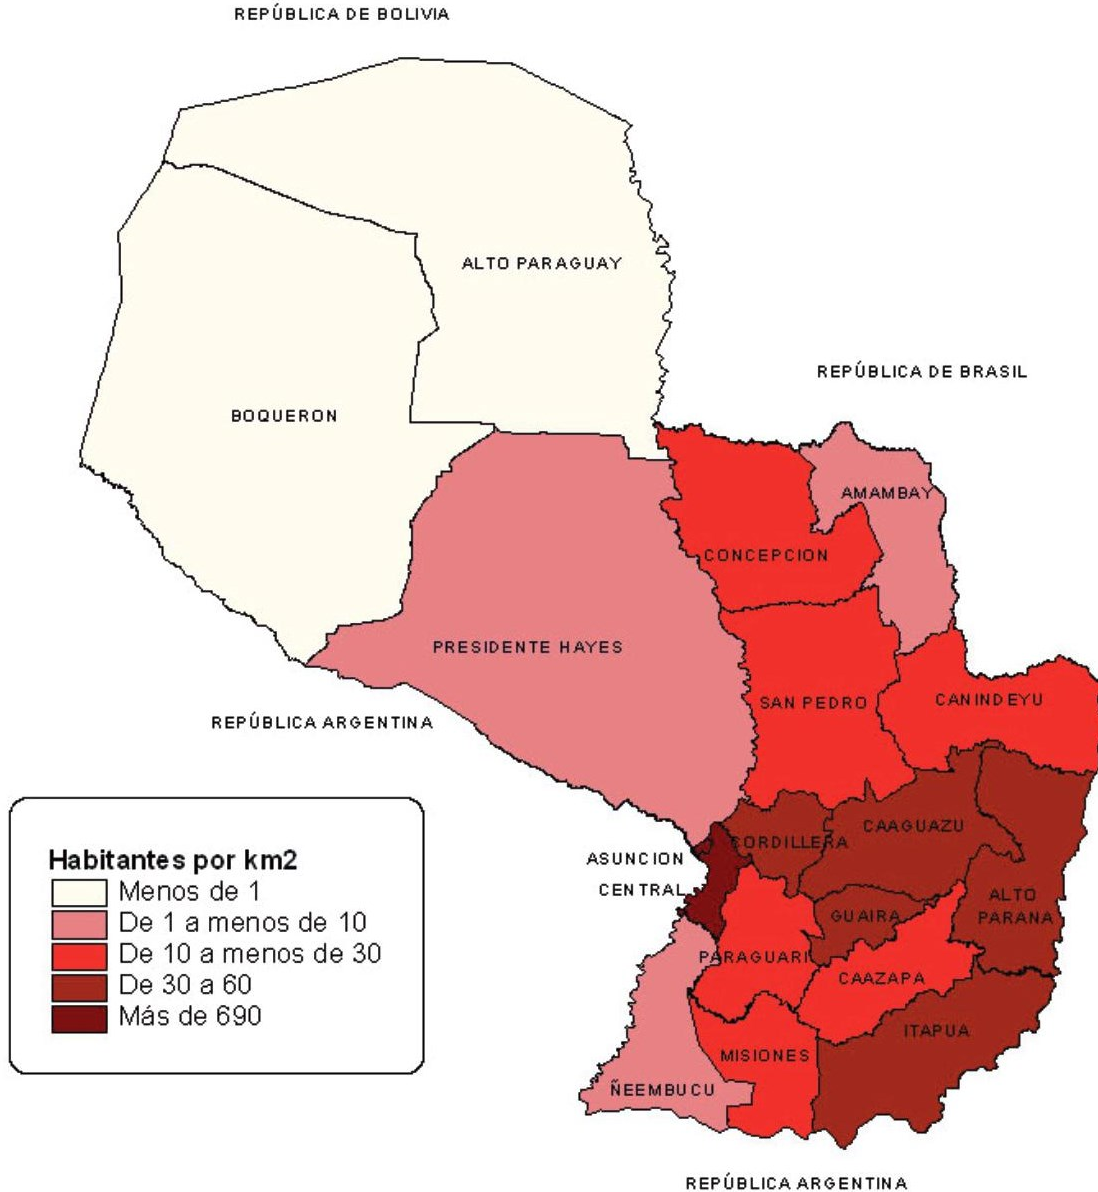 REPÚBLICA DE BOLIVIA
ALTO PARAGUAY
REPÚBLICA DE BRASIL
BOQUERON
AMAMBAY
CONCEPCION
PRESIDENTE HAYES
SAN PEDRO
CANINDEYU
REPÚBLICA ARGENTINA
CAAGUAZU
CORDILLERA
ASUNCION
CENTRAL
ALTO
PARANA
GUAIRA
PARAGUARI
CAAZAPA
ITAPUA
MISIONES
ÑEEMBUCU
REPÚBLICA ARGENTINA
Habitantes por km2
Menos de 1
De 1 a menos de 10
De 10 a menos de 30
De 30 a 60
Más de 690